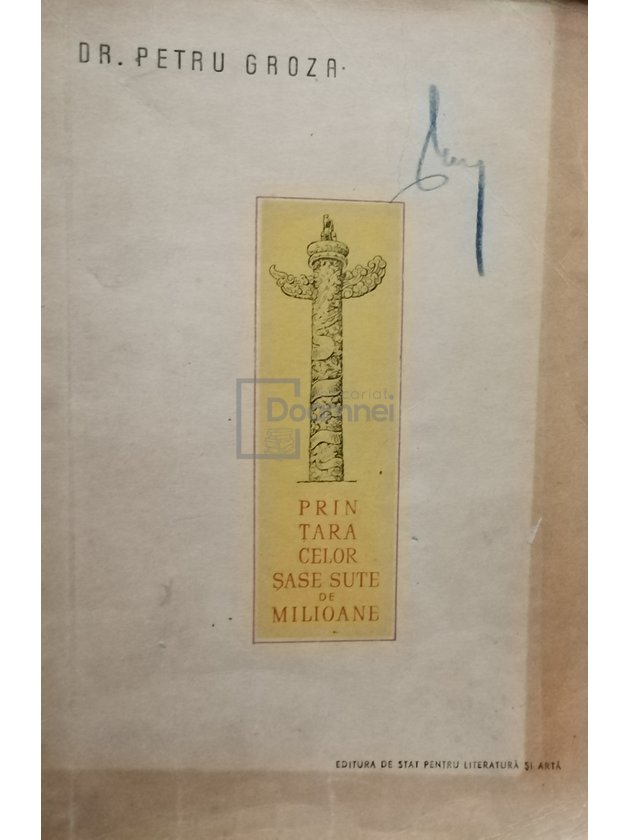 DR. PETRU GROZA
PRIN
ȚARA
CELOR
ȘASE SUTE
DE
MILIOANE
EDITURA DE STAT PENTRU LITERATURĂ ȘI ARTĂ